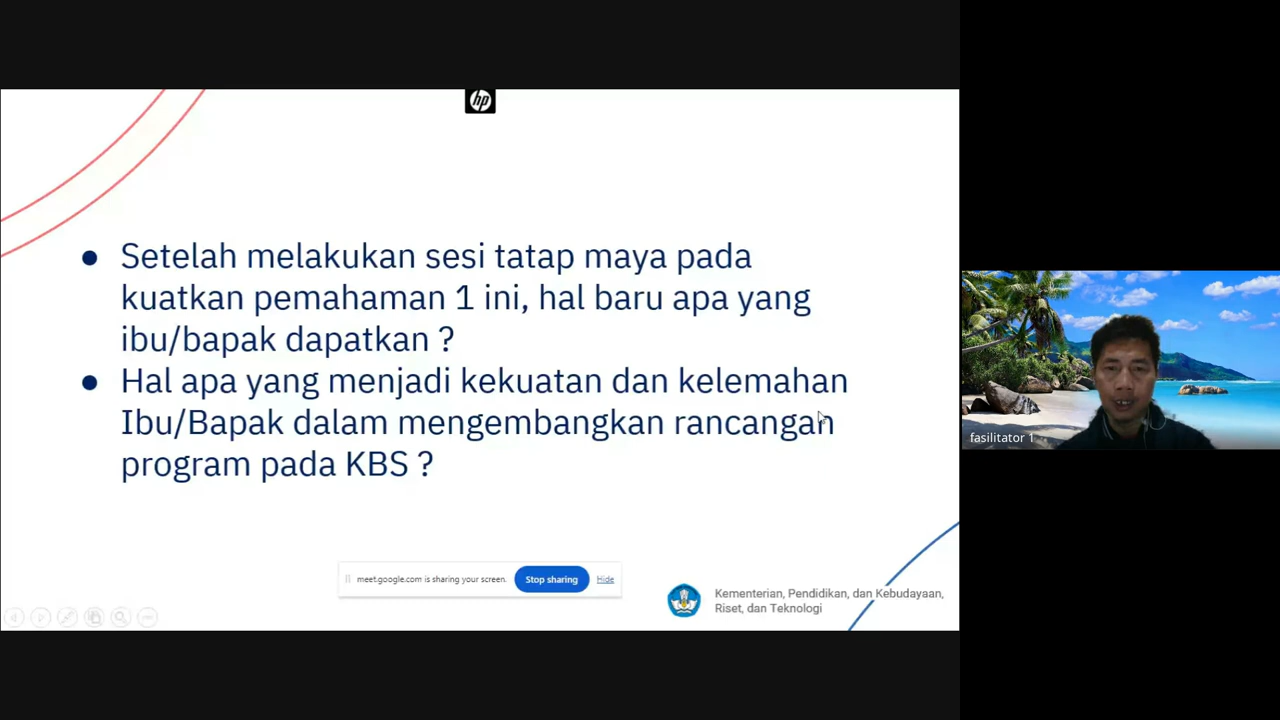 hp
● Setelah melakukan sesi tatap maya pada
kuatkan pemahaman 1 ini, hal baru apa yang
ibu/bapak dapatkan ?
● Hal apa yang menjadi kekuatan dan kelemahan
Ibu/Bapak dalam mengembangkan rancangan
program pada KBS ?
fasilitator 1
meet.google.com is sharing your screen.
Stop sharing
Hide
Kementerian, Pendidikan, dan Kebudayaan,
Riset, dan Teknologi